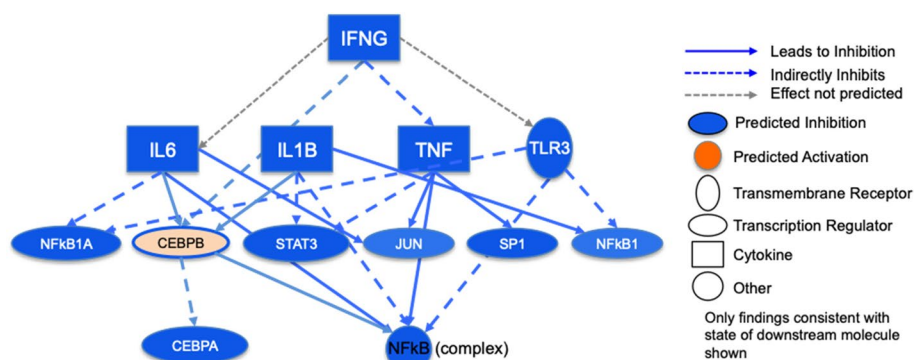 IFNG
IL6
IL1B
TNF
TLR3
NFkB1A
CEBPB
STAT3
JUN
SP1
NFkB1
CEBPA
NFkB (complex)
Leads to Inhibition
Indirectly Inhibits
Effect not predicted
Predicted Inhibition
Predicted Activation
Transmembrane Receptor
Transcription Regulator
Cytokine
Other
Only findings consistent with
state of downstream molecule
shown